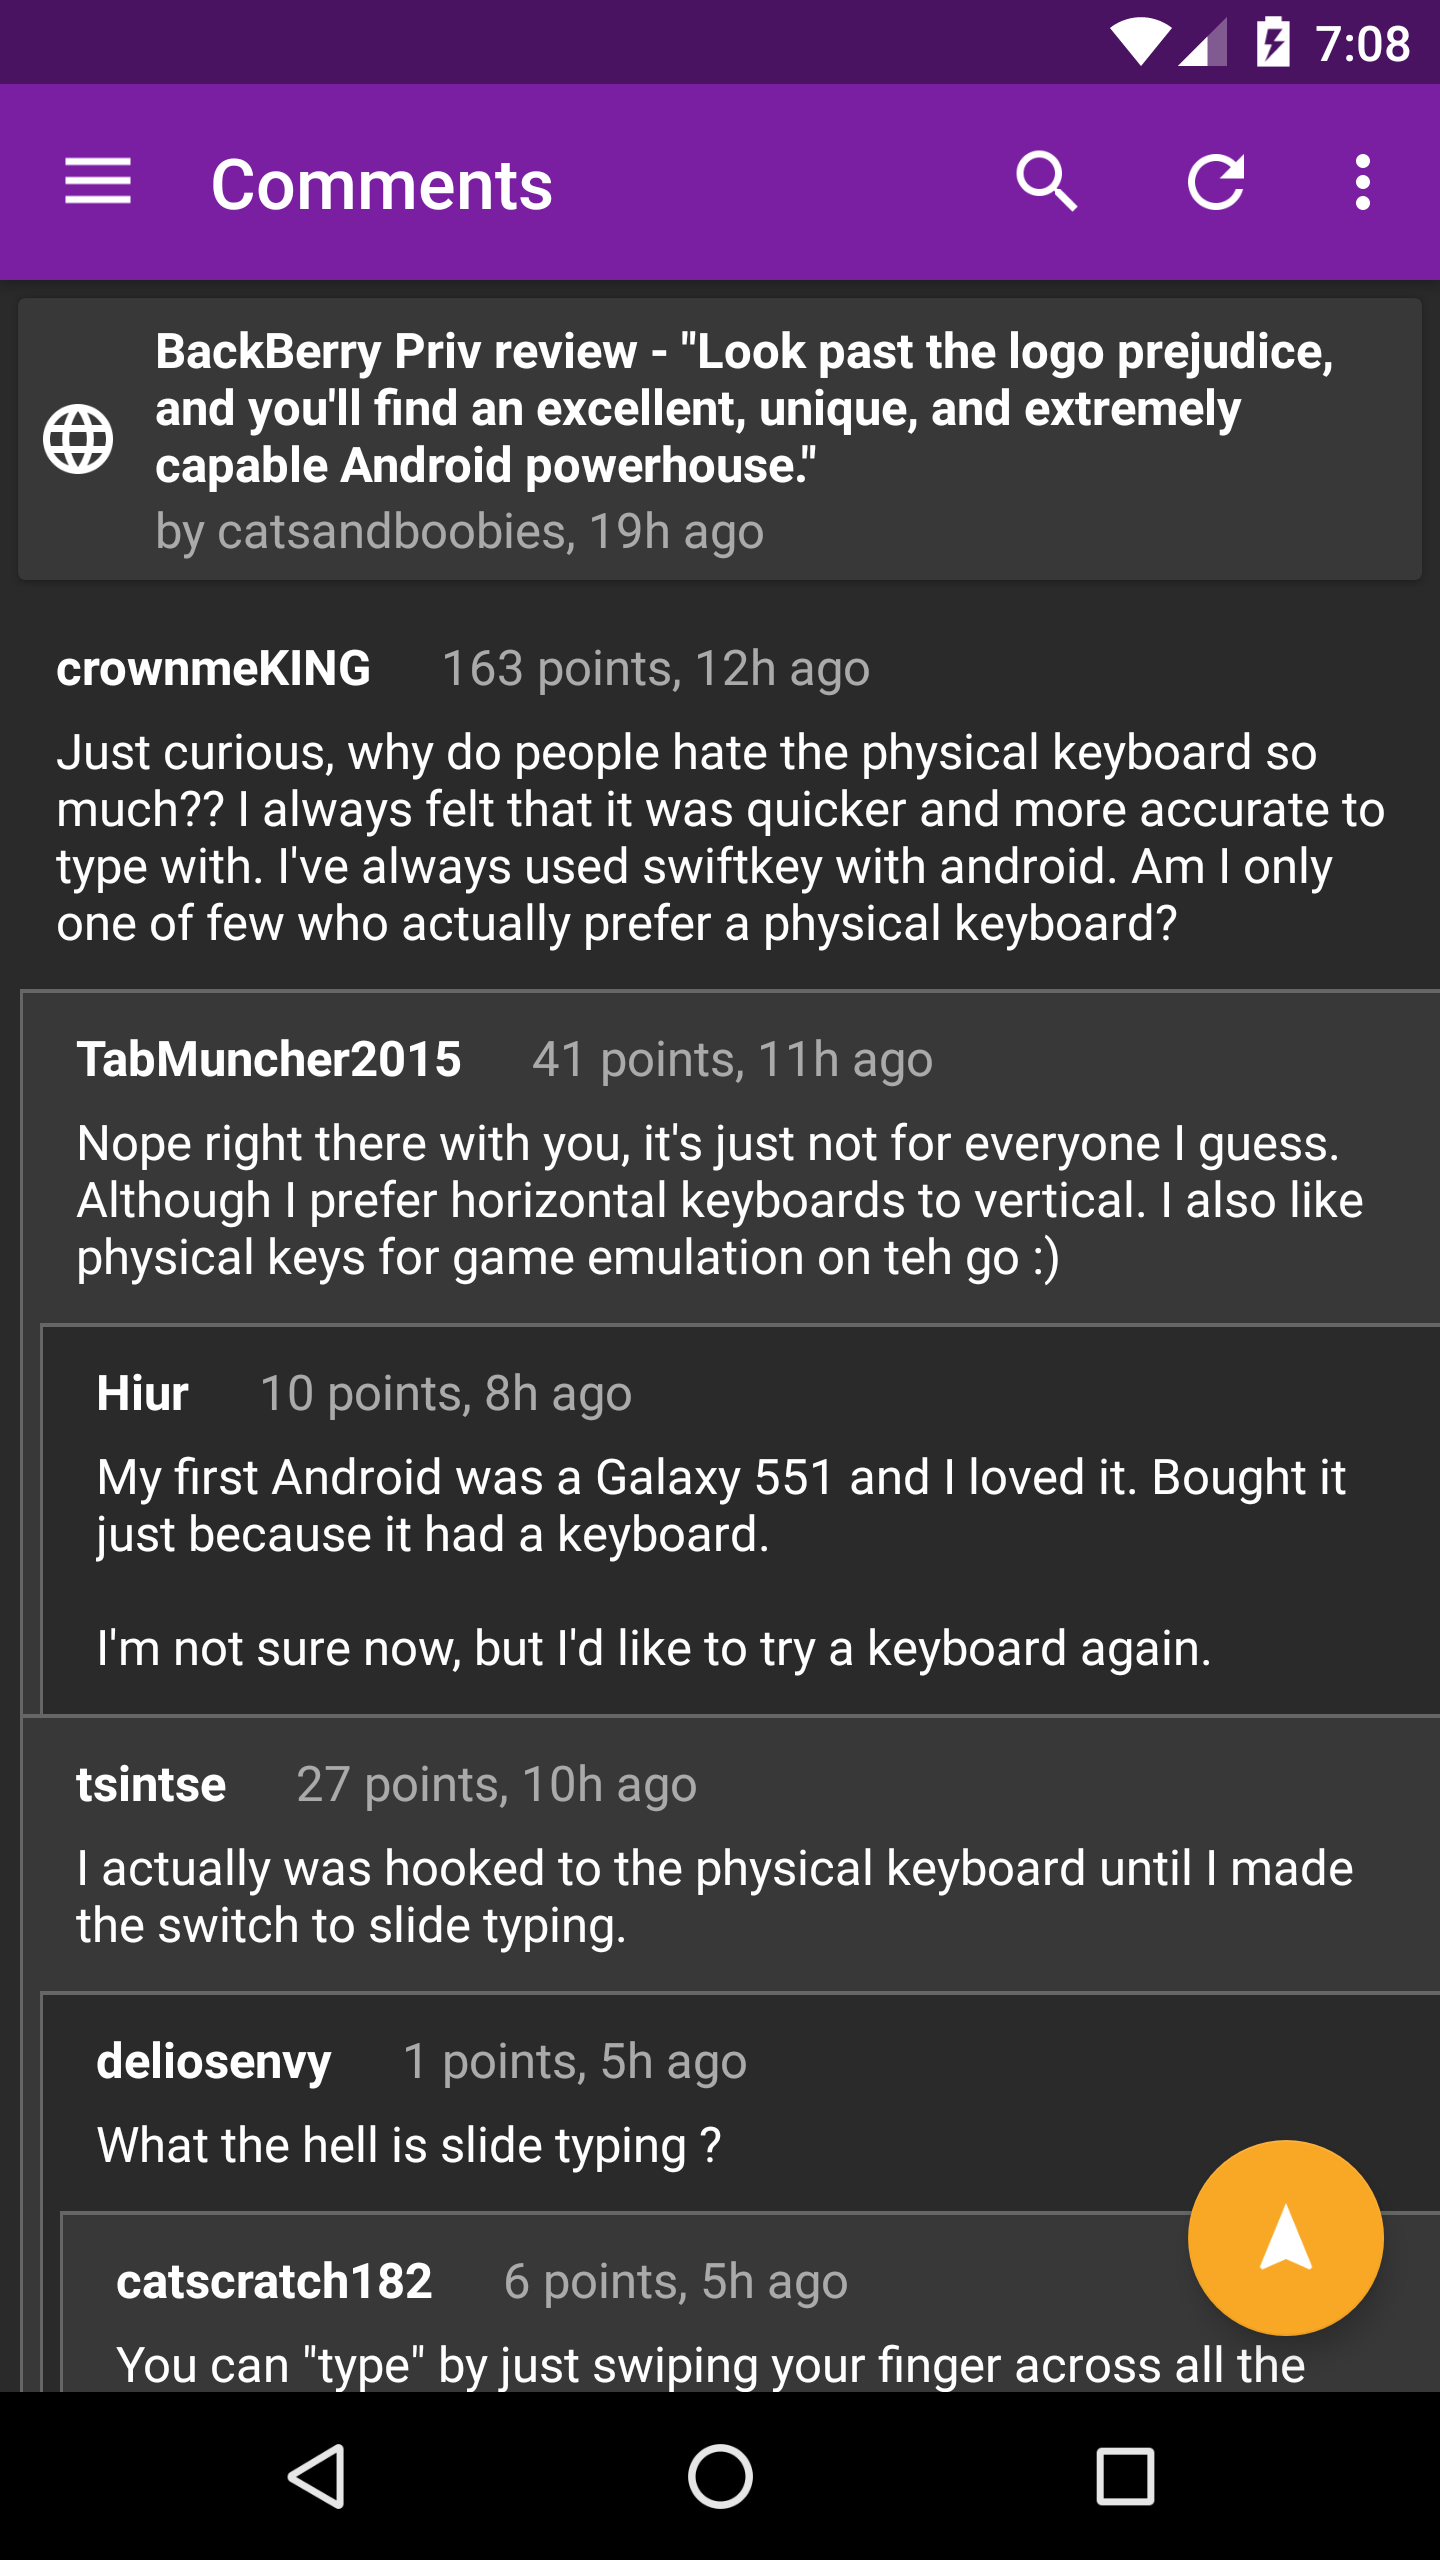 7:08
Comments
BackBerry Priv review - "Look past the logo prejudice,
and you'll find an excellent, unique, and extremely
capable Android powerhouse."
by catsandboobies, 19h ago
crownmeKING 163 points, 12h ago
Just curious, why do people hate the physical keyboard so
much?? I always felt that it was quicker and more accurate to
type with. I've always used swiftkey with android. Am I only
one of few who actually prefer a physical keyboard?
TabMuncher2015 41 points, 11h ago
Nope right there with you, it's just not for everyone I guess.
Although I prefer horizontal keyboards to vertical. I also like
physical keys for game emulation on teh go :)
Hiur 10 points, 8h ago
My first Android was a Galaxy 551 and I loved it. Bought it
just because it had a keyboard.
I'm not sure now, but I'd like to try a keyboard again.
tsintse 27 points, 10h ago
I actually was hooked to the physical keyboard until I made
the switch to slide typing.
deliosenvy 1 points, 5h ago
What the hell is slide typing ?
catscratch182 6 points, 5h ago
You can "type" by just swiping your finger across all the